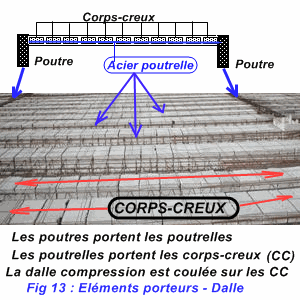 Corps-creux
Poutre
Acier poutrelle
Poutre
CORPS-CREUX
Les poutres portent les poutrelles
Les poutrelles portent les corps-creux (CC)
La dalle compression est coulée sur les CC
Fig 13 : Eléments porteurs - Dalle